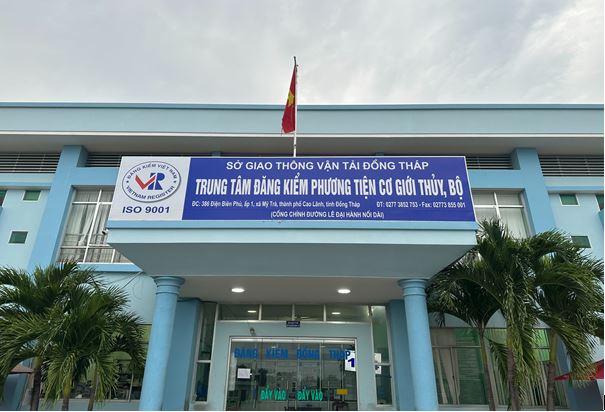 SỞ GIAO THÔNG VẬN TẢI ĐỒNG THÁP
TRUNG TÂM ĐĂNG KIỂM PHƯƠNG TIỆN CƠ GIỚI THỦY, BỘ
ĐC: 386 Điện Biên Phủ, ấp 1, xã Mỹ Trà, thành phố Cao Lãnh, tỉnh Đồng Tháp ĐT: 0277 3852 753 - Fax: 02773 855 001
(CỔNG CHÍNH ĐƯỜNG LÊ ĐẠI HÀNH NỐI DÀI)
ĐĂNG KIỂM VIỆT NAM
VR
VIETNAM REGISTER
ISO 9001
ĐĂNG KIỂM ĐỒNG THÁP
1
ĐẨY VÀO ĐẨY VÀO